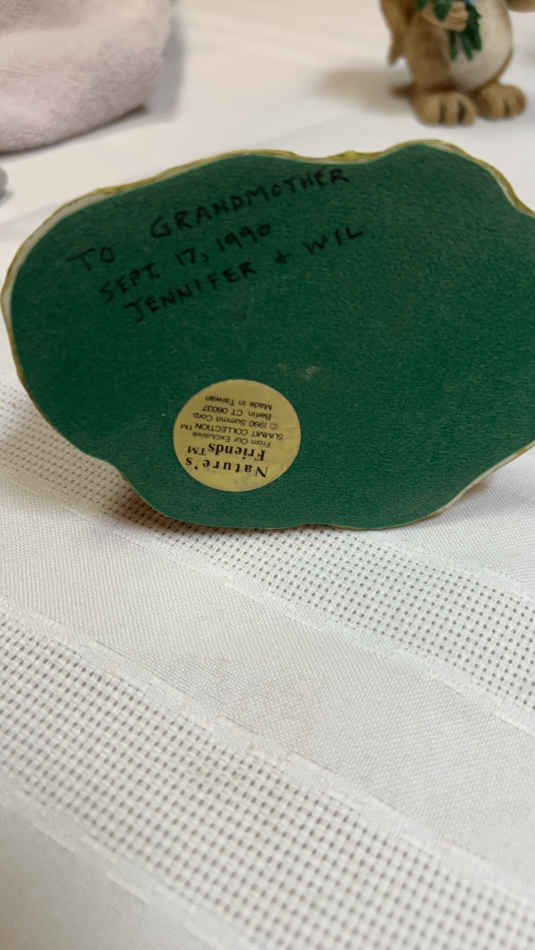 TO GRANDMOTHER
SEPT. 17, 1990
JENNIFER + WIL
Nature's
Friends™
From Our Exclusive
SUMMIT COLLECTION™
© 1990 Summit Corp.
Berlin, CT 06037
Made in Taiwan